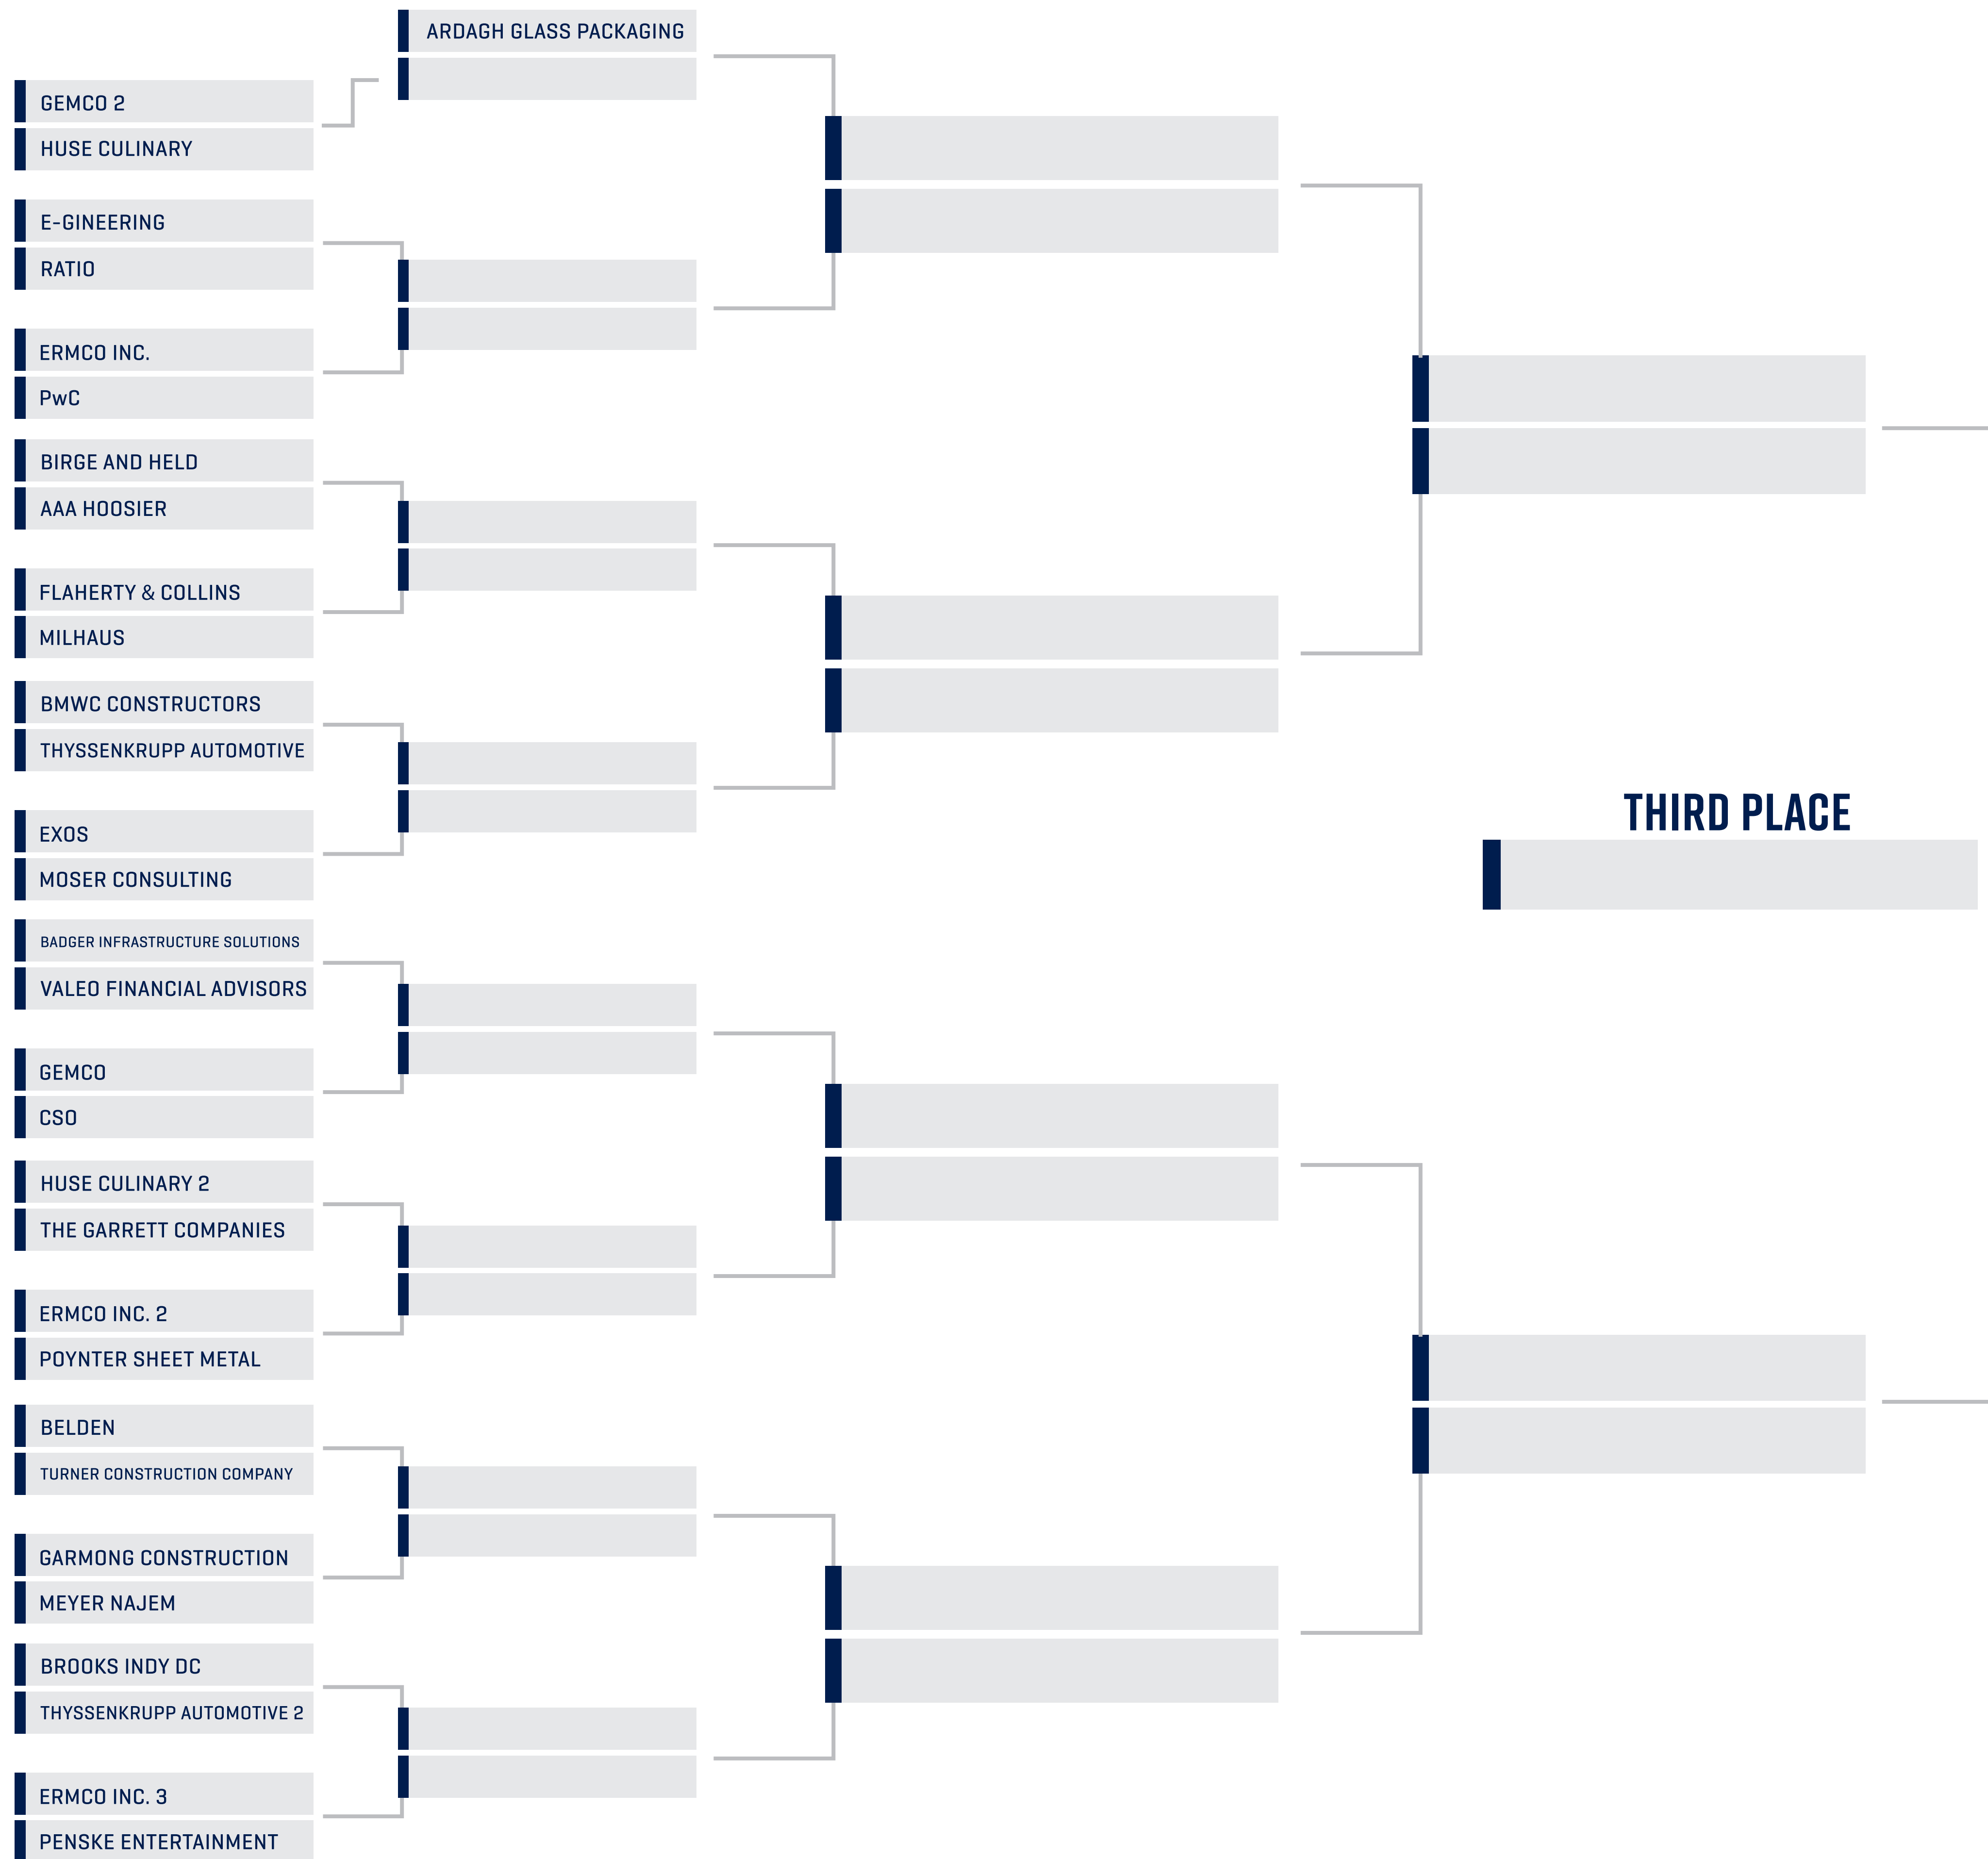 ARDAGH GLASS PACKAGING
GEMCO 2
HUSE CULINARY
E-GINEERING
RATIO
ERMCO INC.
PwC
BIRGE AND HELD
AAA HOOSIER
FLAHERTY & COLLINS
MILHAUS
BMWC CONSTRUCTORS
THYSSENKRUPP AUTOMOTIVE
EXOS
MOSER CONSULTING
BADGER INFRASTRUCTURE SOLUTIONS
VALEO FINANCIAL ADVISORS
GEMCO
CSO
HUSE CULINARY 2
THE GARRETT COMPANIES
ERMCO INC. 2
POYNTER SHEET METAL
BELDEN
TURNER CONSTRUCTION COMPANY
GARMONG CONSTRUCTION
MEYER NAJEM
BROOKS INDY DC
THYSSENKRUPP AUTOMOTIVE 2
ERMCO INC. 3
PENSKE ENTERTAINMENT
THIRD PLACE